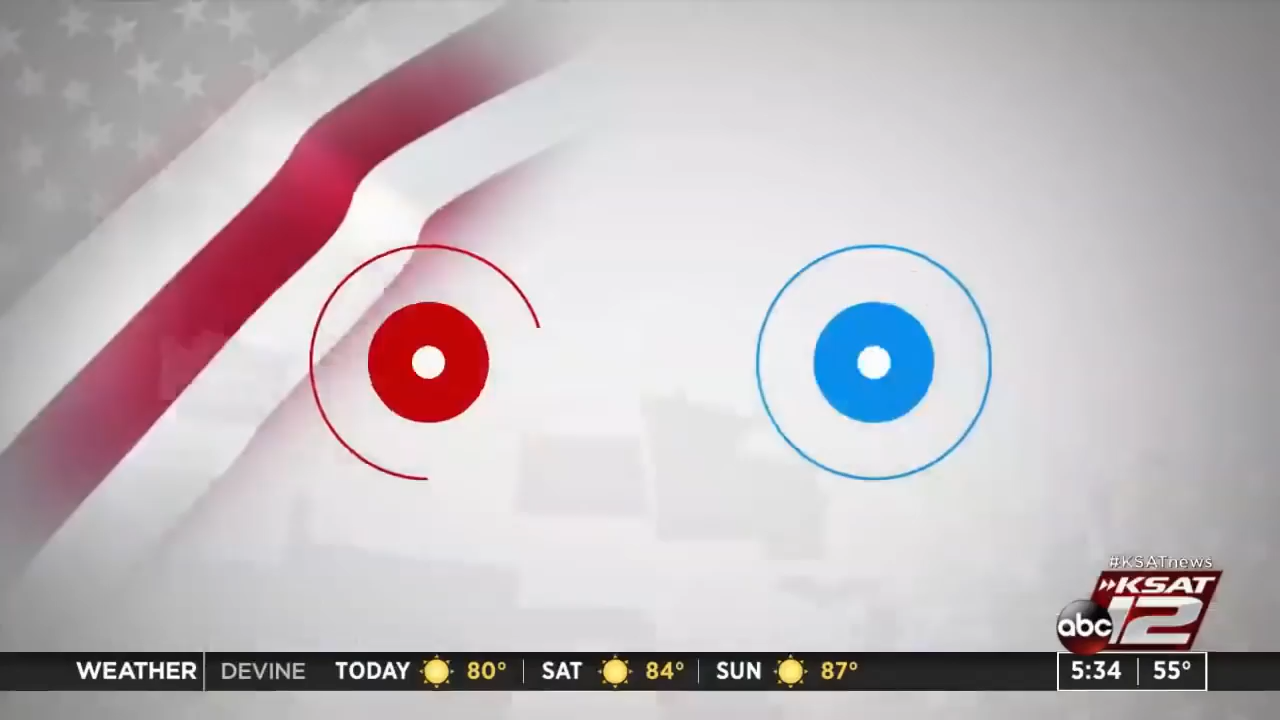 #KSATnews
KSAT
abc 12
WEATHER DEVINE TODAY 80° SAT 84° SUN 87° 5:34 55°